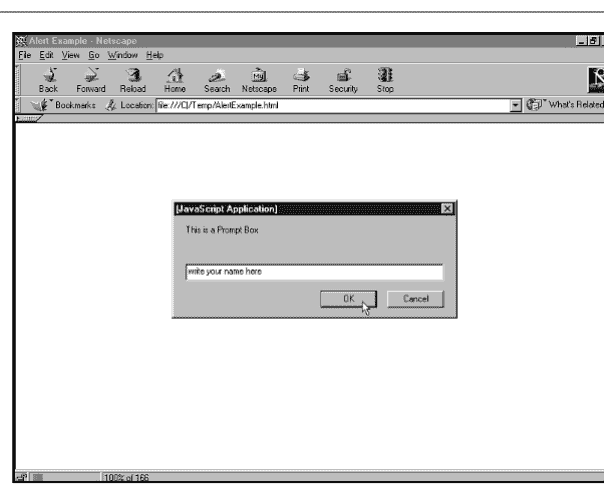 Alert Example - Netscape
File Edit View Go Window Help
Back Forward Reload Home Search Netscape Print Security Stop
Bookmarks Location: file:///C|/Temp/AlertExample.html What's Related
[JavaScript Application]
This is a Prompt Box
write your name here
OK Cancel
100% of 166